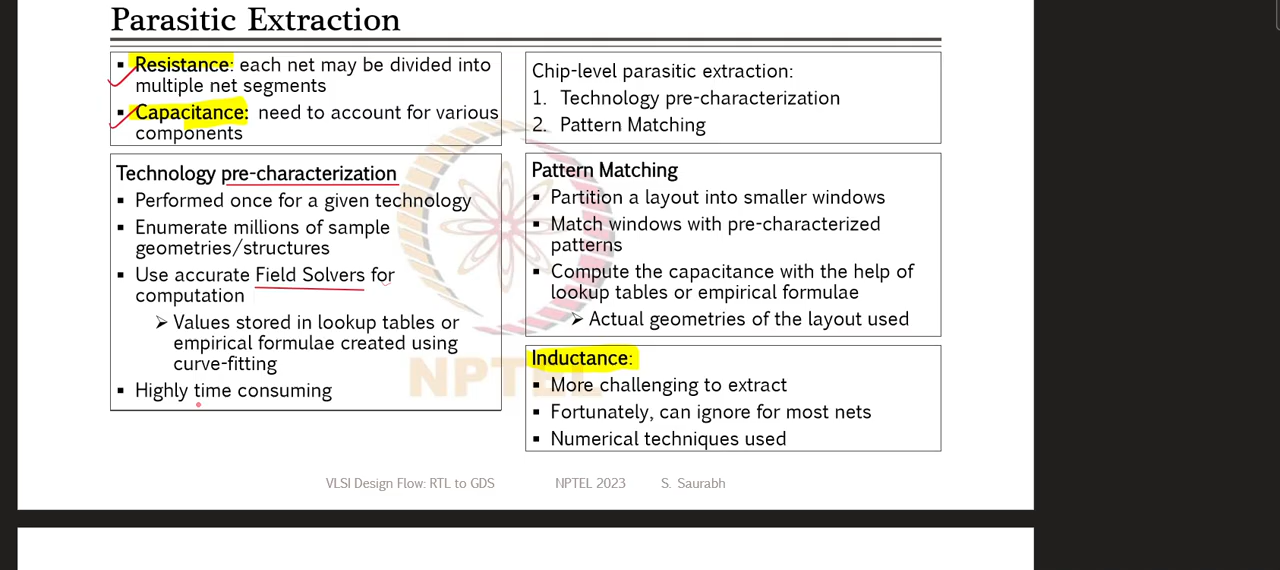 Parasitic Extraction
▪ Resistance: each net may be divided into
multiple net segments
▪ Capacitance: need to account for various
components
Technology pre-characterization
▪ Performed once for a given technology
▪ Enumerate millions of sample
geometries/structures
▪ Use accurate Field Solvers for
computation
➢ Values stored in lookup tables or
empirical formulae created using
curve-fitting
▪ Highly time consuming
Chip-level parasitic extraction:
1. Technology pre-characterization
2. Pattern Matching
Pattern Matching
▪ Partition a layout into smaller windows
▪ Match windows with pre-characterized
patterns
▪ Compute the capacitance with the help of
lookup tables or empirical formulae
➢ Actual geometries of the layout used
Inductance:
▪ More challenging to extract
▪ Fortunately, can ignore for most nets
▪ Numerical techniques used
NPTEL
VLSI Design Flow: RTL to GDS NPTEL 2023 S. Saurabh